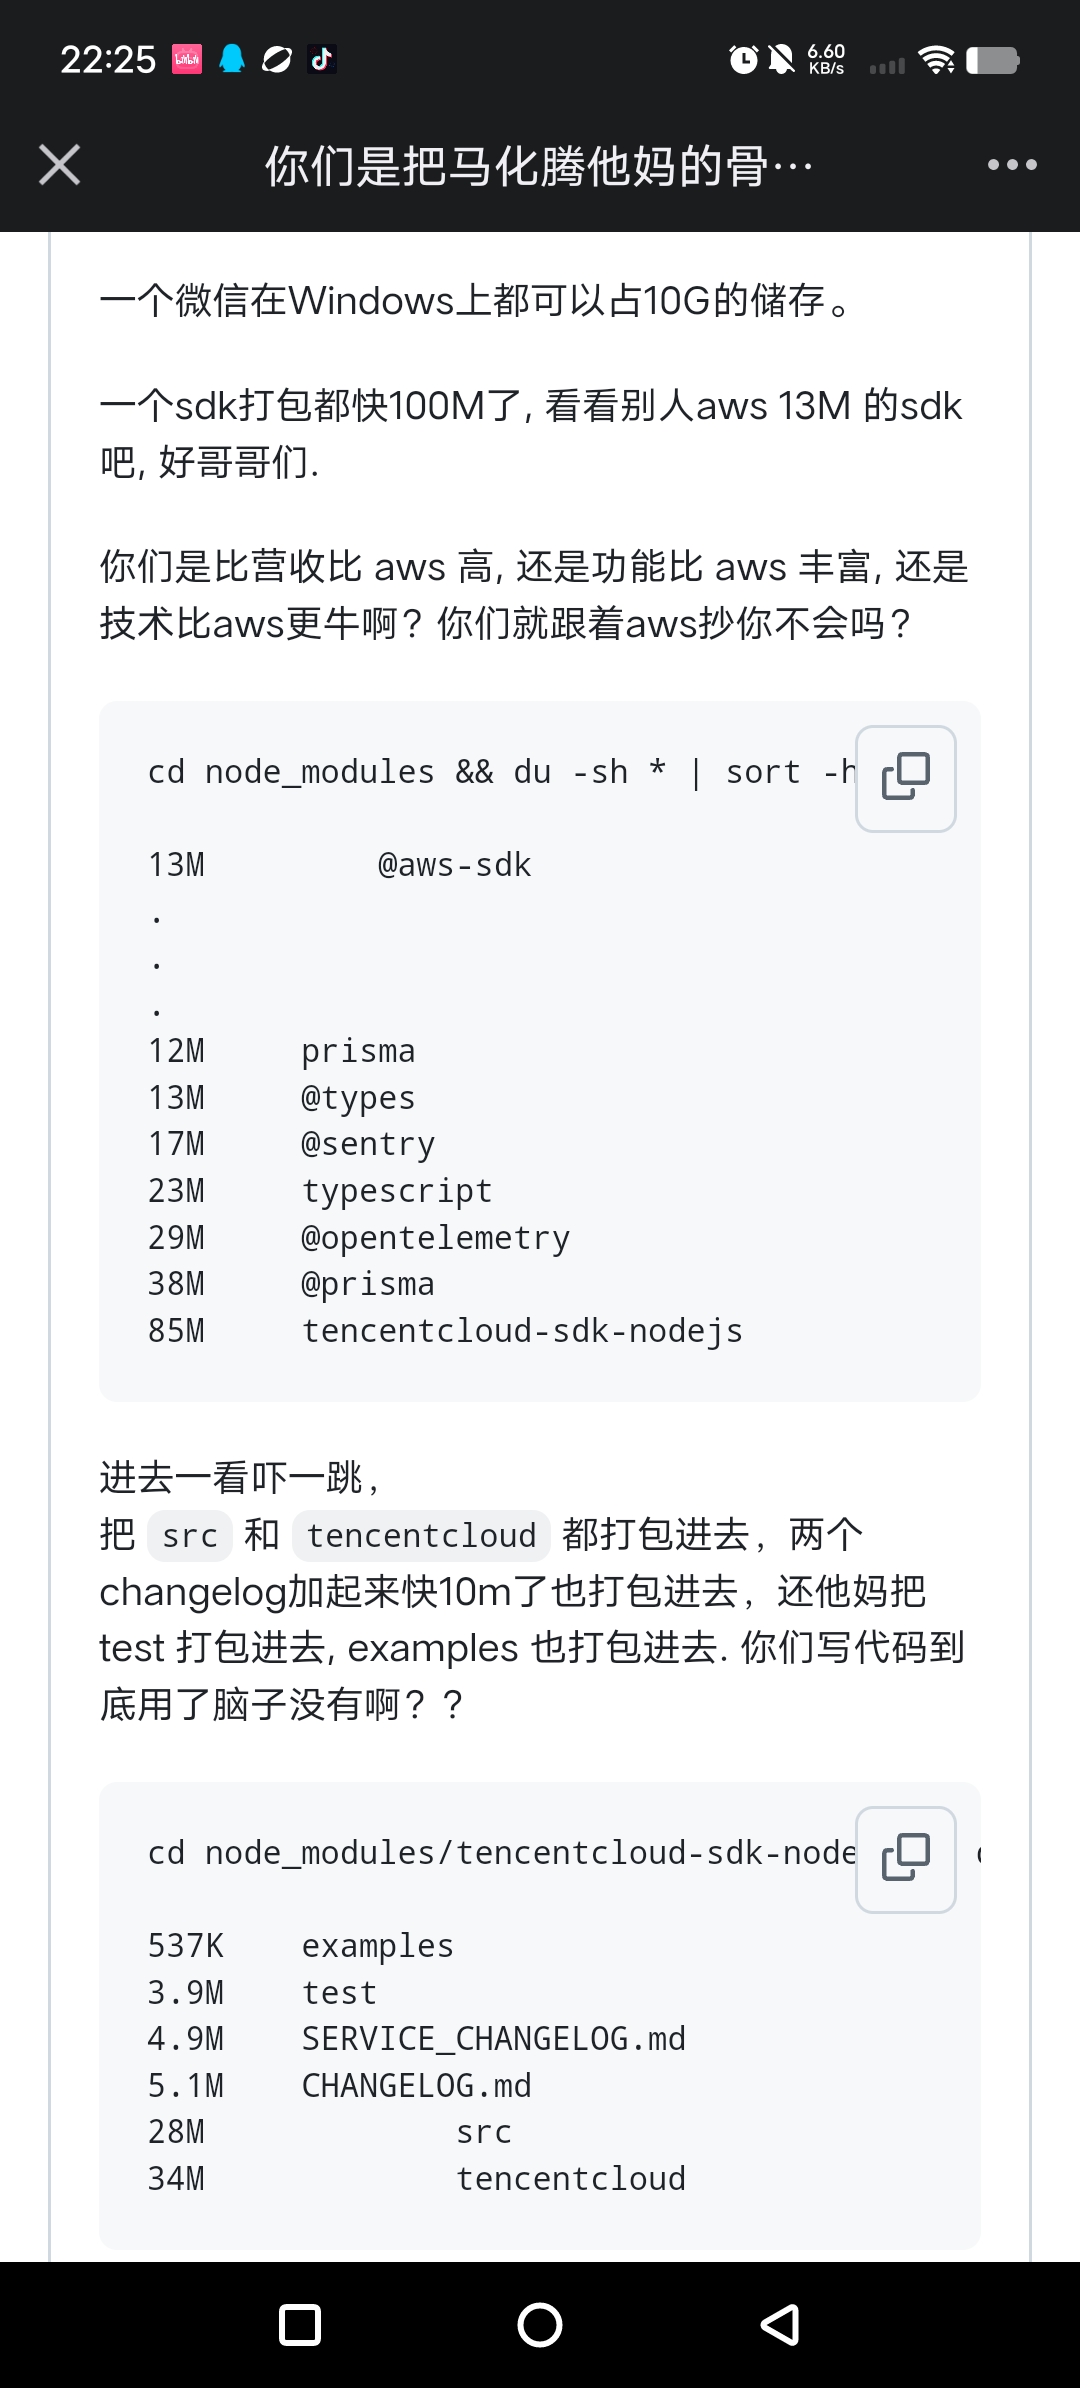 22:25
bilibili
6.60
KB/s
你们是把马化腾他妈的骨···
一个微信在Windows上都可以占10G的储存。
一个sdk打包都快100M了, 看看别人aws 13M 的sdk
吧, 好哥哥们.
你们是比营收比 aws 高, 还是功能比 aws 丰富, 还是
技术比aws更牛啊？你们就跟着aws抄你不会吗？
cd node_modules && du -sh * | sort -h
13M @aws-sdk
.
.
.
12M prisma
13M @types
17M @sentry
23M typescript
29M @opentelemetry
38M @prisma
85M tencentcloud-sdk-nodejs
进去一看吓一跳，
把 src 和 tencentcloud 都打包进去，两个
changelog加起来快10m了也打包进去，还他妈把
test 打包进去, examples 也打包进去. 你们写代码到
底用了脑子没有啊？？
cd node_modules/tencentcloud-sdk-node
537K examples
3.9M test
4.9M SERVICE_CHANGELOG.md
5.1M CHANGELOG.md
28M src
34M tencentcloud